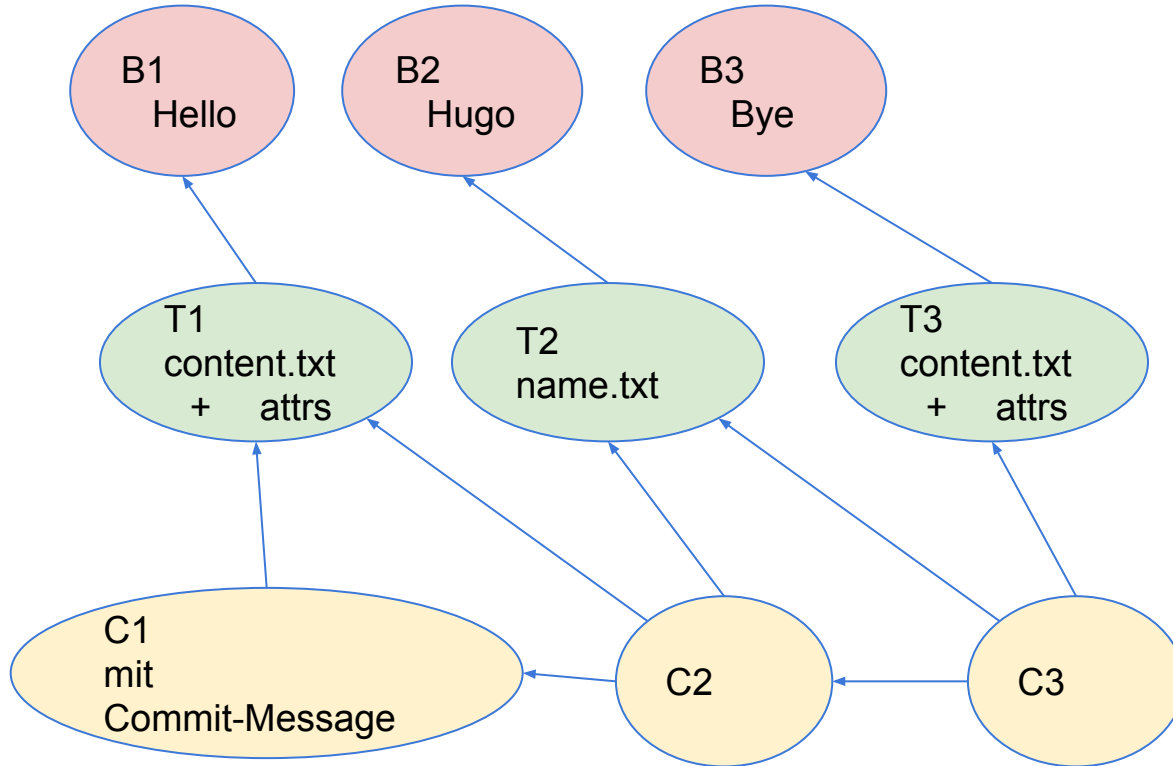 B1
Hello
B2
Hugo
B3
Bye
T1
content.txt
+ attrs
T2
name.txt
T3
content.txt
+ attrs
C1
mit
Commit-Message
C2
C3